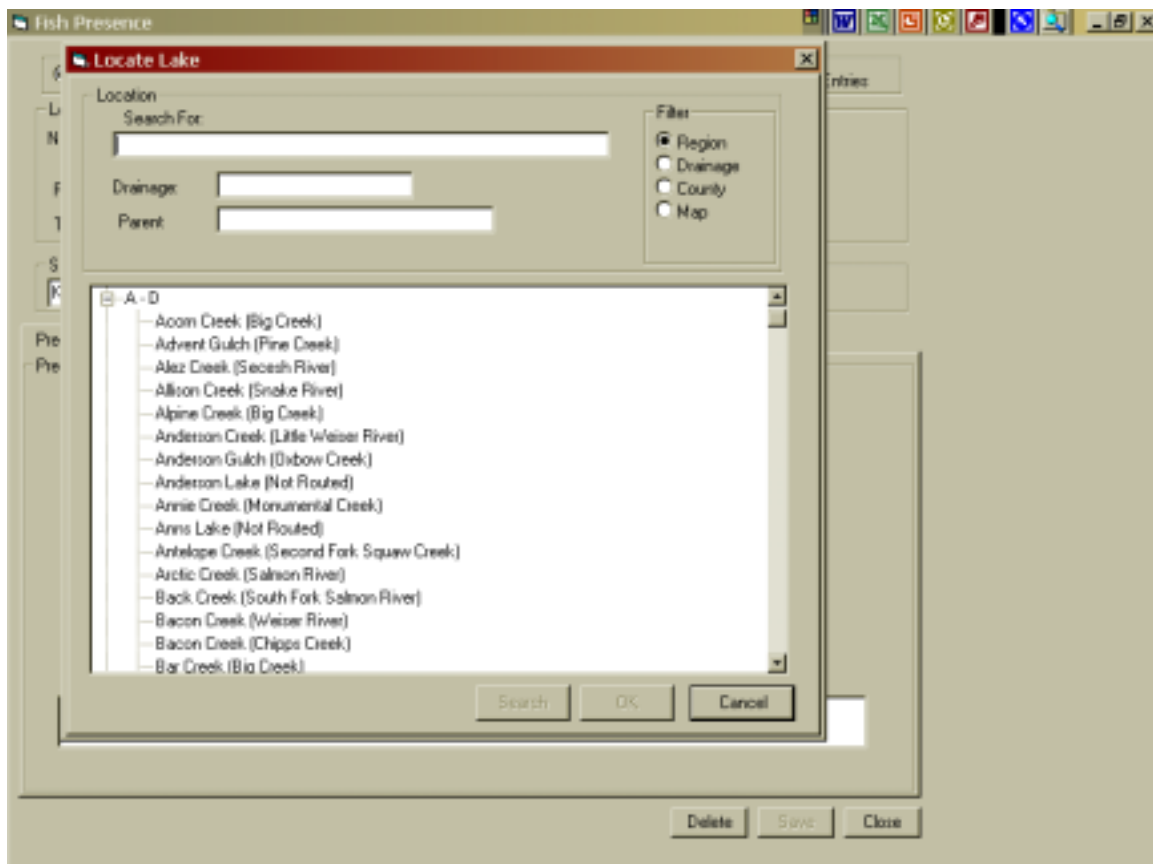 Fish Presence
Locate Lake
Entries
Location
Search For:
Filter
Region
Drainage
County
Map
Drainage:
Parent:
A - D
Acorn Creek (Big Creek)
Advent Gulch (Pine Creek)
Alez Creek (Secesh River)
Allison Creek (Snake River)
Alpine Creek (Big Creek)
Anderson Creek (Little Weiser River)
Anderson Gulch (Oxbow Creek)
Anderson Lake (Not Routed)
Annie Creek (Monumental Creek)
Anns Lake (Not Routed)
Antelope Creek (Second Fork Squaw Creek)
Arctic Creek (Salmon River)
Back Creek (South Fork Salmon River)
Bacon Creek (Weiser River)
Bacon Creek (Chipps Creek)
Bar Creek (Big Creek)
Pre
Pre
Search OK Cancel
Delete Save Close